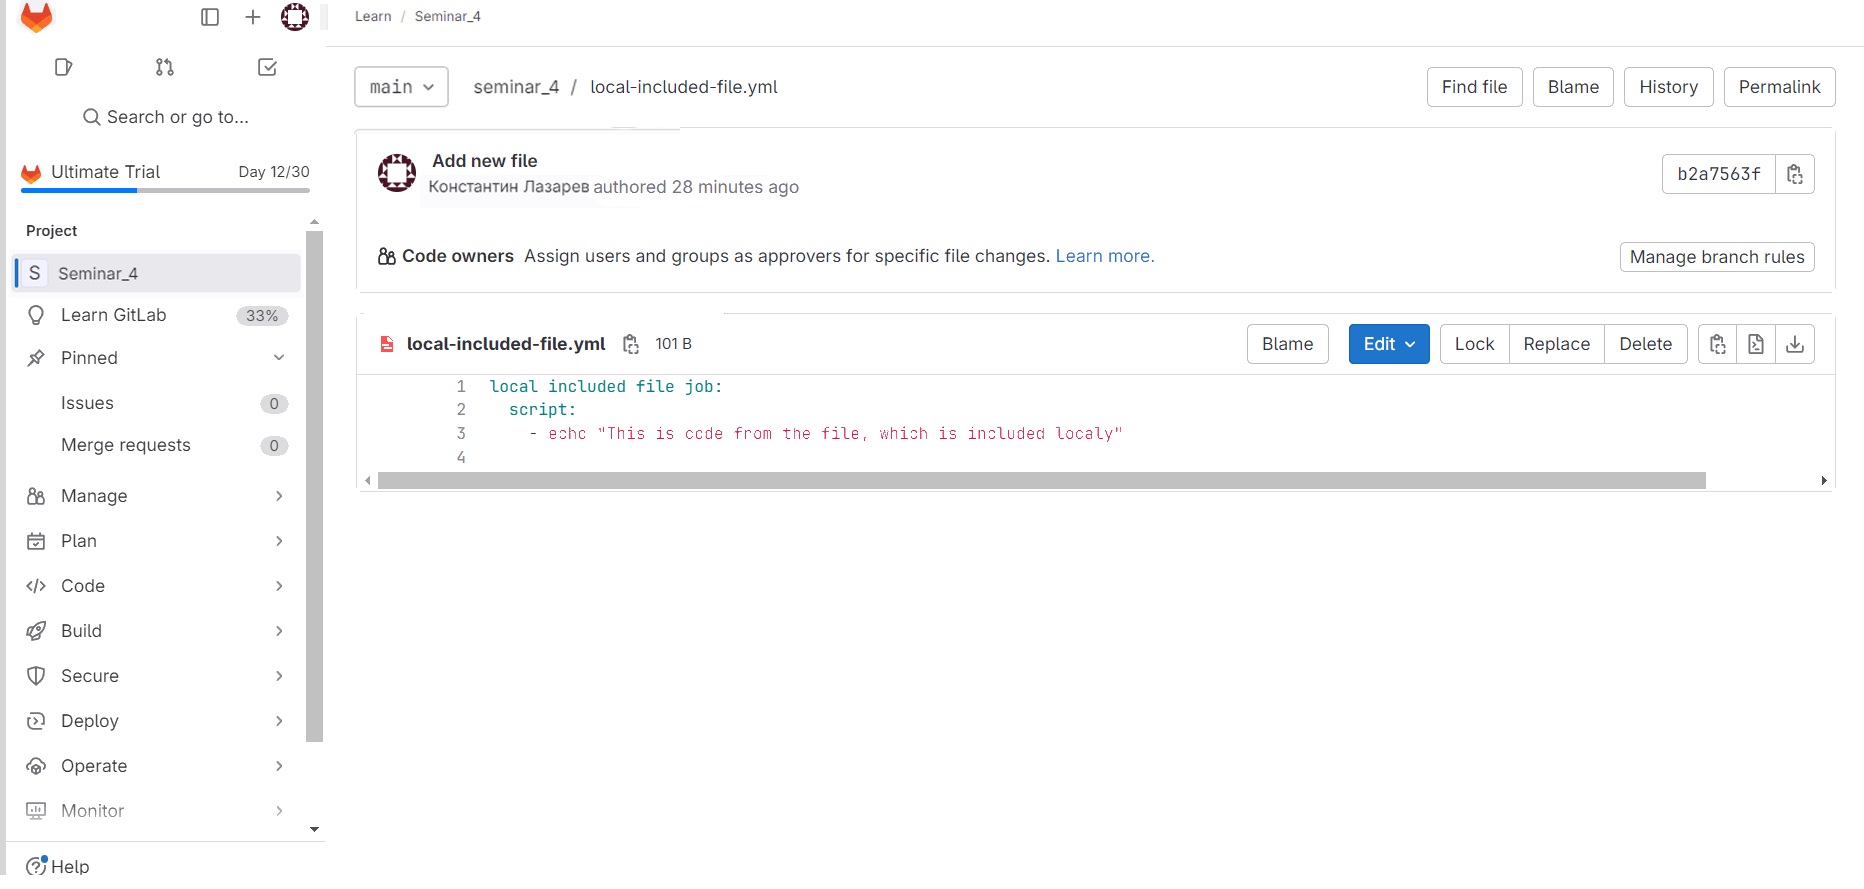 Learn / Seminar_4
Search or go to...
Ultimate Trial Day 12/30
Project
S Seminar_4
Learn GitLab 33%
Pinned
Issues 0
Merge requests 0
Manage
Plan
Code
Build
Secure
Deploy
Operate
Monitor
Help
main seminar_4 / local-included-file.yml Find file Blame History Permalink
Add new file
Константин Лазарев authored 28 minutes ago b2a7563f
Code owners Assign users and groups as approvers for specific file changes. Learn more. Manage branch rules
local-included-file.yml 101 B Blame Edit Lock Replace Delete
1 local included file job:
2 script:
3 - echo "This is code from the file, which is included localy"
4